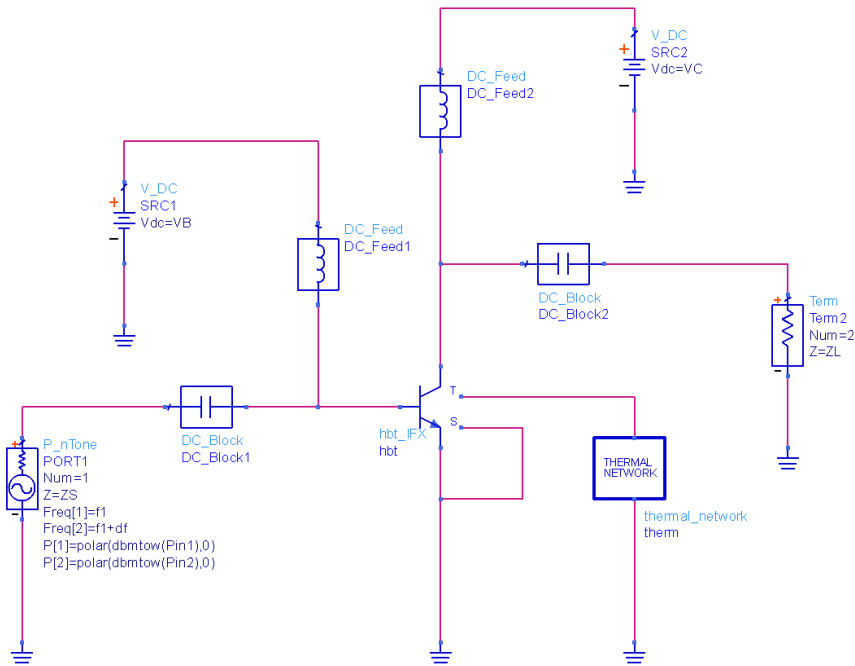 V_DC
SRC2
Vdc=VC
+
DC_Feed
DC_Feed2
V_DC
SRC1
Vdc=VB
+
DC_Feed
DC_Feed1
DC_Block
DC_Block2
+
Term
Term2
Num=2
Z=ZL
T
S
hbt_IFX
hbt
DC_Block
DC_Block1
+
P_nTone
PORT1
Num=1
Z=ZS
Freq[1]=f1
Freq[2]=f1+df
P[1]=polar(dbmtow(Pin1),0)
P[2]=polar(dbmtow(Pin2),0)
THERMAL
NETWORK
thermal_network
therm